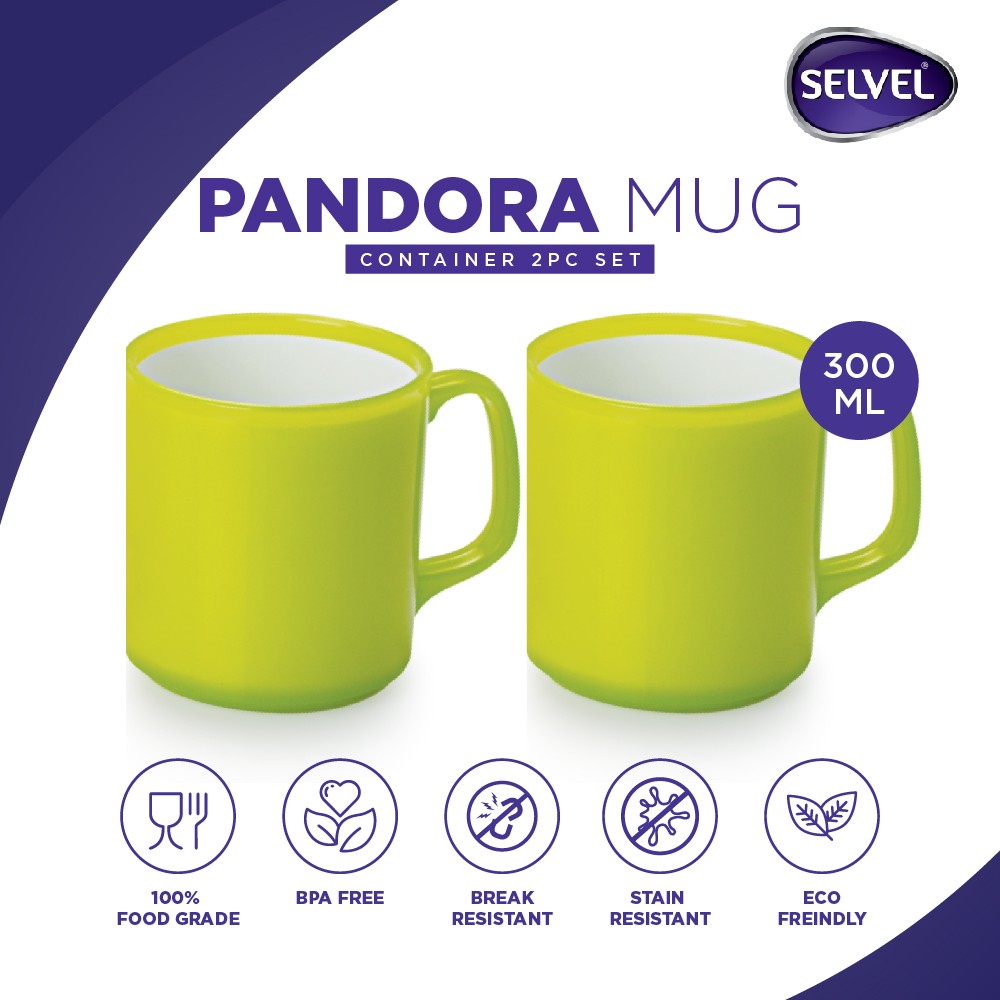 SELVEL®
PANDORA MUG
CONTAINER 2PC SET
300
ML
100%
FOOD GRADE
BPA FREE
BREAK
RESISTANT
STAIN
RESISTANT
ECO
FREINDLY